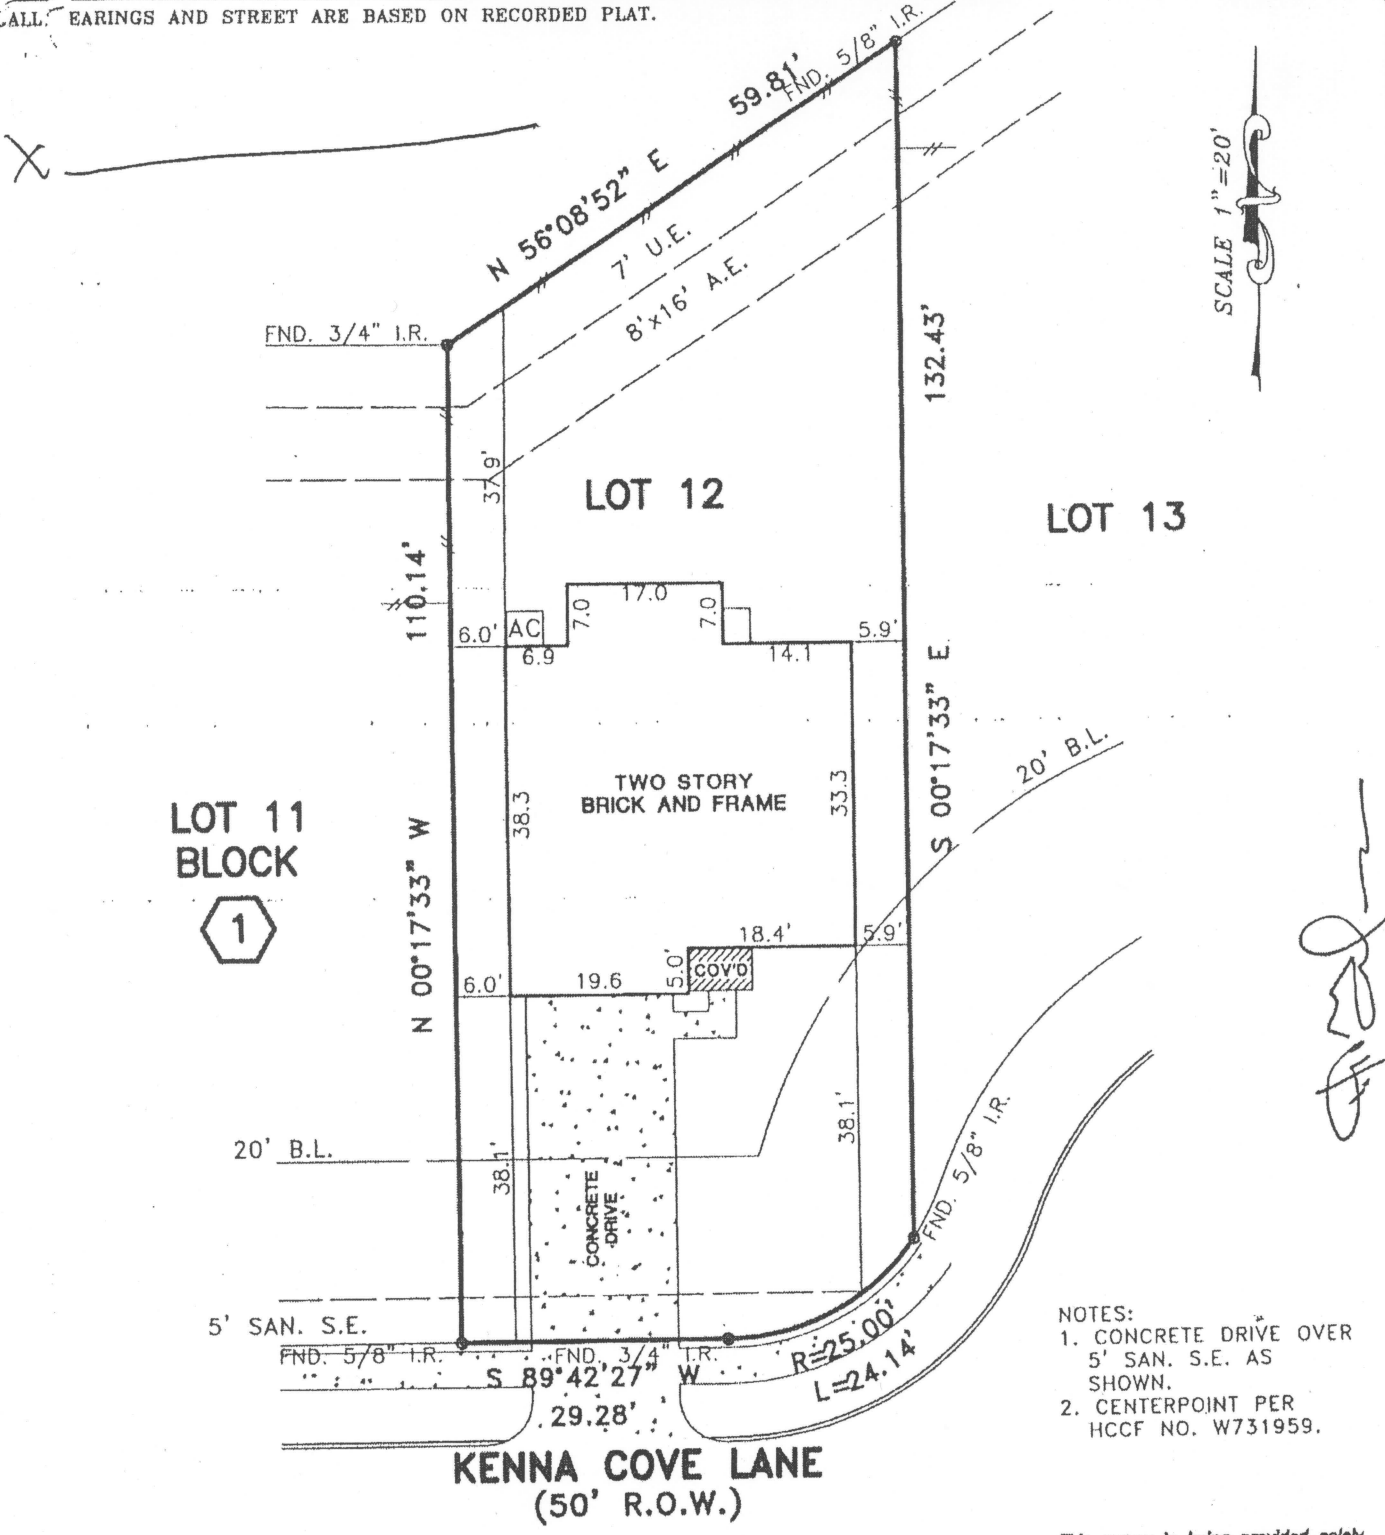 EARINGS AND STREET ARE BASED ON RECORDED PLAT.
X
59.81'
FND. 5/8" I.R.
N 56°08'52" E
7' U.E.
8'x16' A.E.
SCALE 1"=20'
FND. 3/4" I.R.
132.43'
37.9'
LOT 12
LOT 13
110.14'
17.0
7.0
7.0
6.0'
AC
6.9
14.1
5.9'
S 00°17'33" E
20' B.L.
TWO STORY
BRICK AND FRAME
38.3
33.3
LOT 11
BLOCK
1
N 00°17'33" W
18.4'
5.9'
6.0'
19.6
5.0'
COV'D
38.1'
20' B.L.
38.1'
CONCRETE
DRIVE
FND. 5/8" I.R.
5' SAN. S.E.
FND. 5/8" I.R.
FND. 3/4" I.R.
S 89°42'27" W
29.28'
R=25.00'
L=24.14'
KENNA COVE LANE
(50' R.O.W.)
NOTES:
1. CONCRETE DRIVE OVER
5' SAN. S.E. AS
SHOWN.
2. CENTERPOINT PER
HCCF NO. W731959.